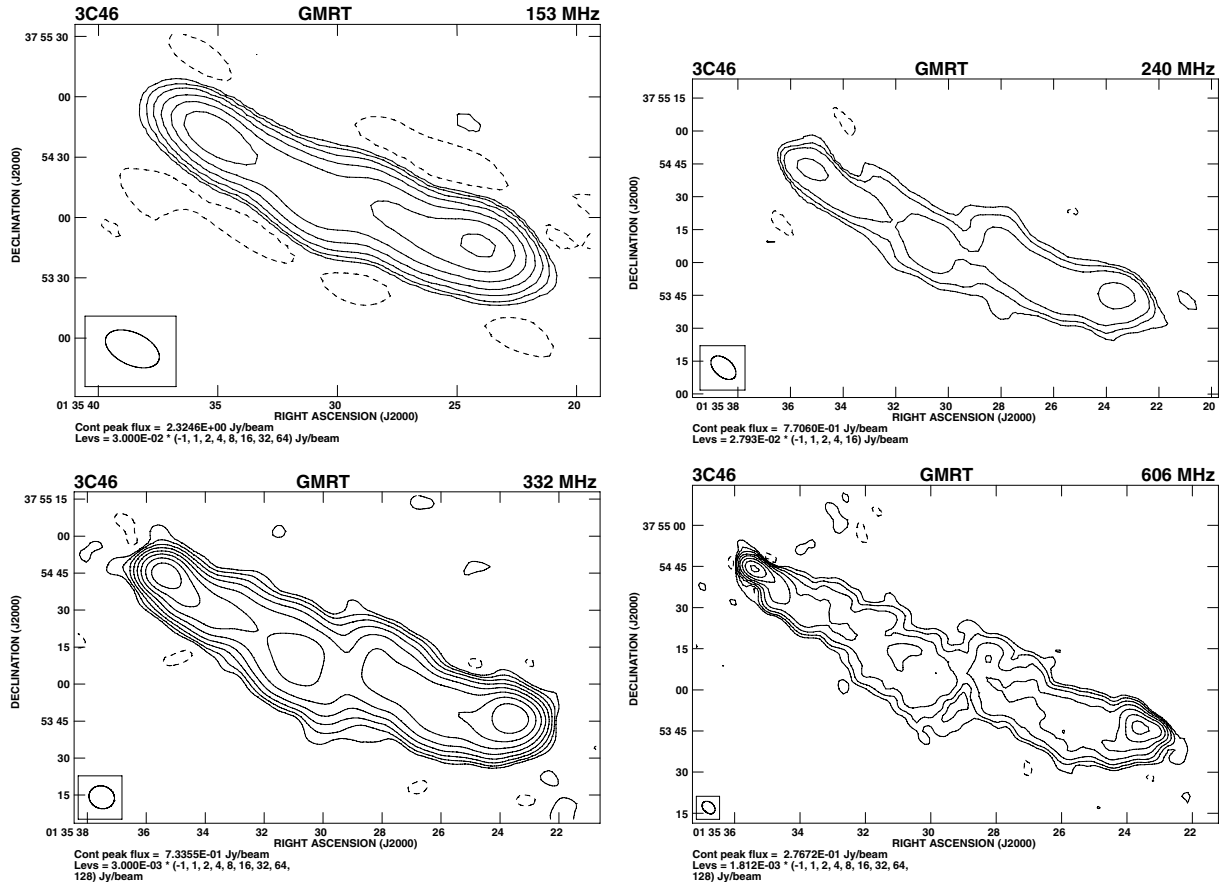 3C46 GMRT 153 MHz
37 55 30
00
54 30
00
53 30
00
DECLINATION (J2000)
01 35 40 35 30 25 20
RIGHT ASCENSION (J2000)
Cont peak flux = 2.3246E+00 Jy/beam
Levs = 3.000E-02 * (-1, 1, 2, 4, 8, 16, 32, 64) Jy/beam
3C46 GMRT 240 MHz
37 55 15
00
54 45
30
15
00
53 45
30
15
00
DECLINATION (J2000)
01 35 38 36 34 32 30 28 26 24 22 20
RIGHT ASCENSION (J2000)
Cont peak flux = 7.7060E-01 Jy/beam
Levs = 2.793E-02 * (-1, 1, 2, 4, 16) Jy/beam
3C46 GMRT 332 MHz
37 55 15
00
54 45
30
15
00
53 45
30
15
DECLINATION (J2000)
01 35 38 36 34 32 30 28 26 24 22
RIGHT ASCENSION (J2000)
Cont peak flux = 7.3355E-01 Jy/beam
Levs = 3.000E-03 * (-1, 1, 2, 4, 8, 16, 32, 64,
128) Jy/beam
3C46 GMRT 606 MHz
37 55 00
54 45
30
15
00
53 45
30
15
DECLINATION (J2000)
01 35 36 34 32 30 28 26 24 22
RIGHT ASCENSION (J2000)
Cont peak flux = 2.7672E-01 Jy/beam
Levs = 1.812E-03 * (-1, 1, 2, 4, 8, 16, 32, 64,
128) Jy/beam